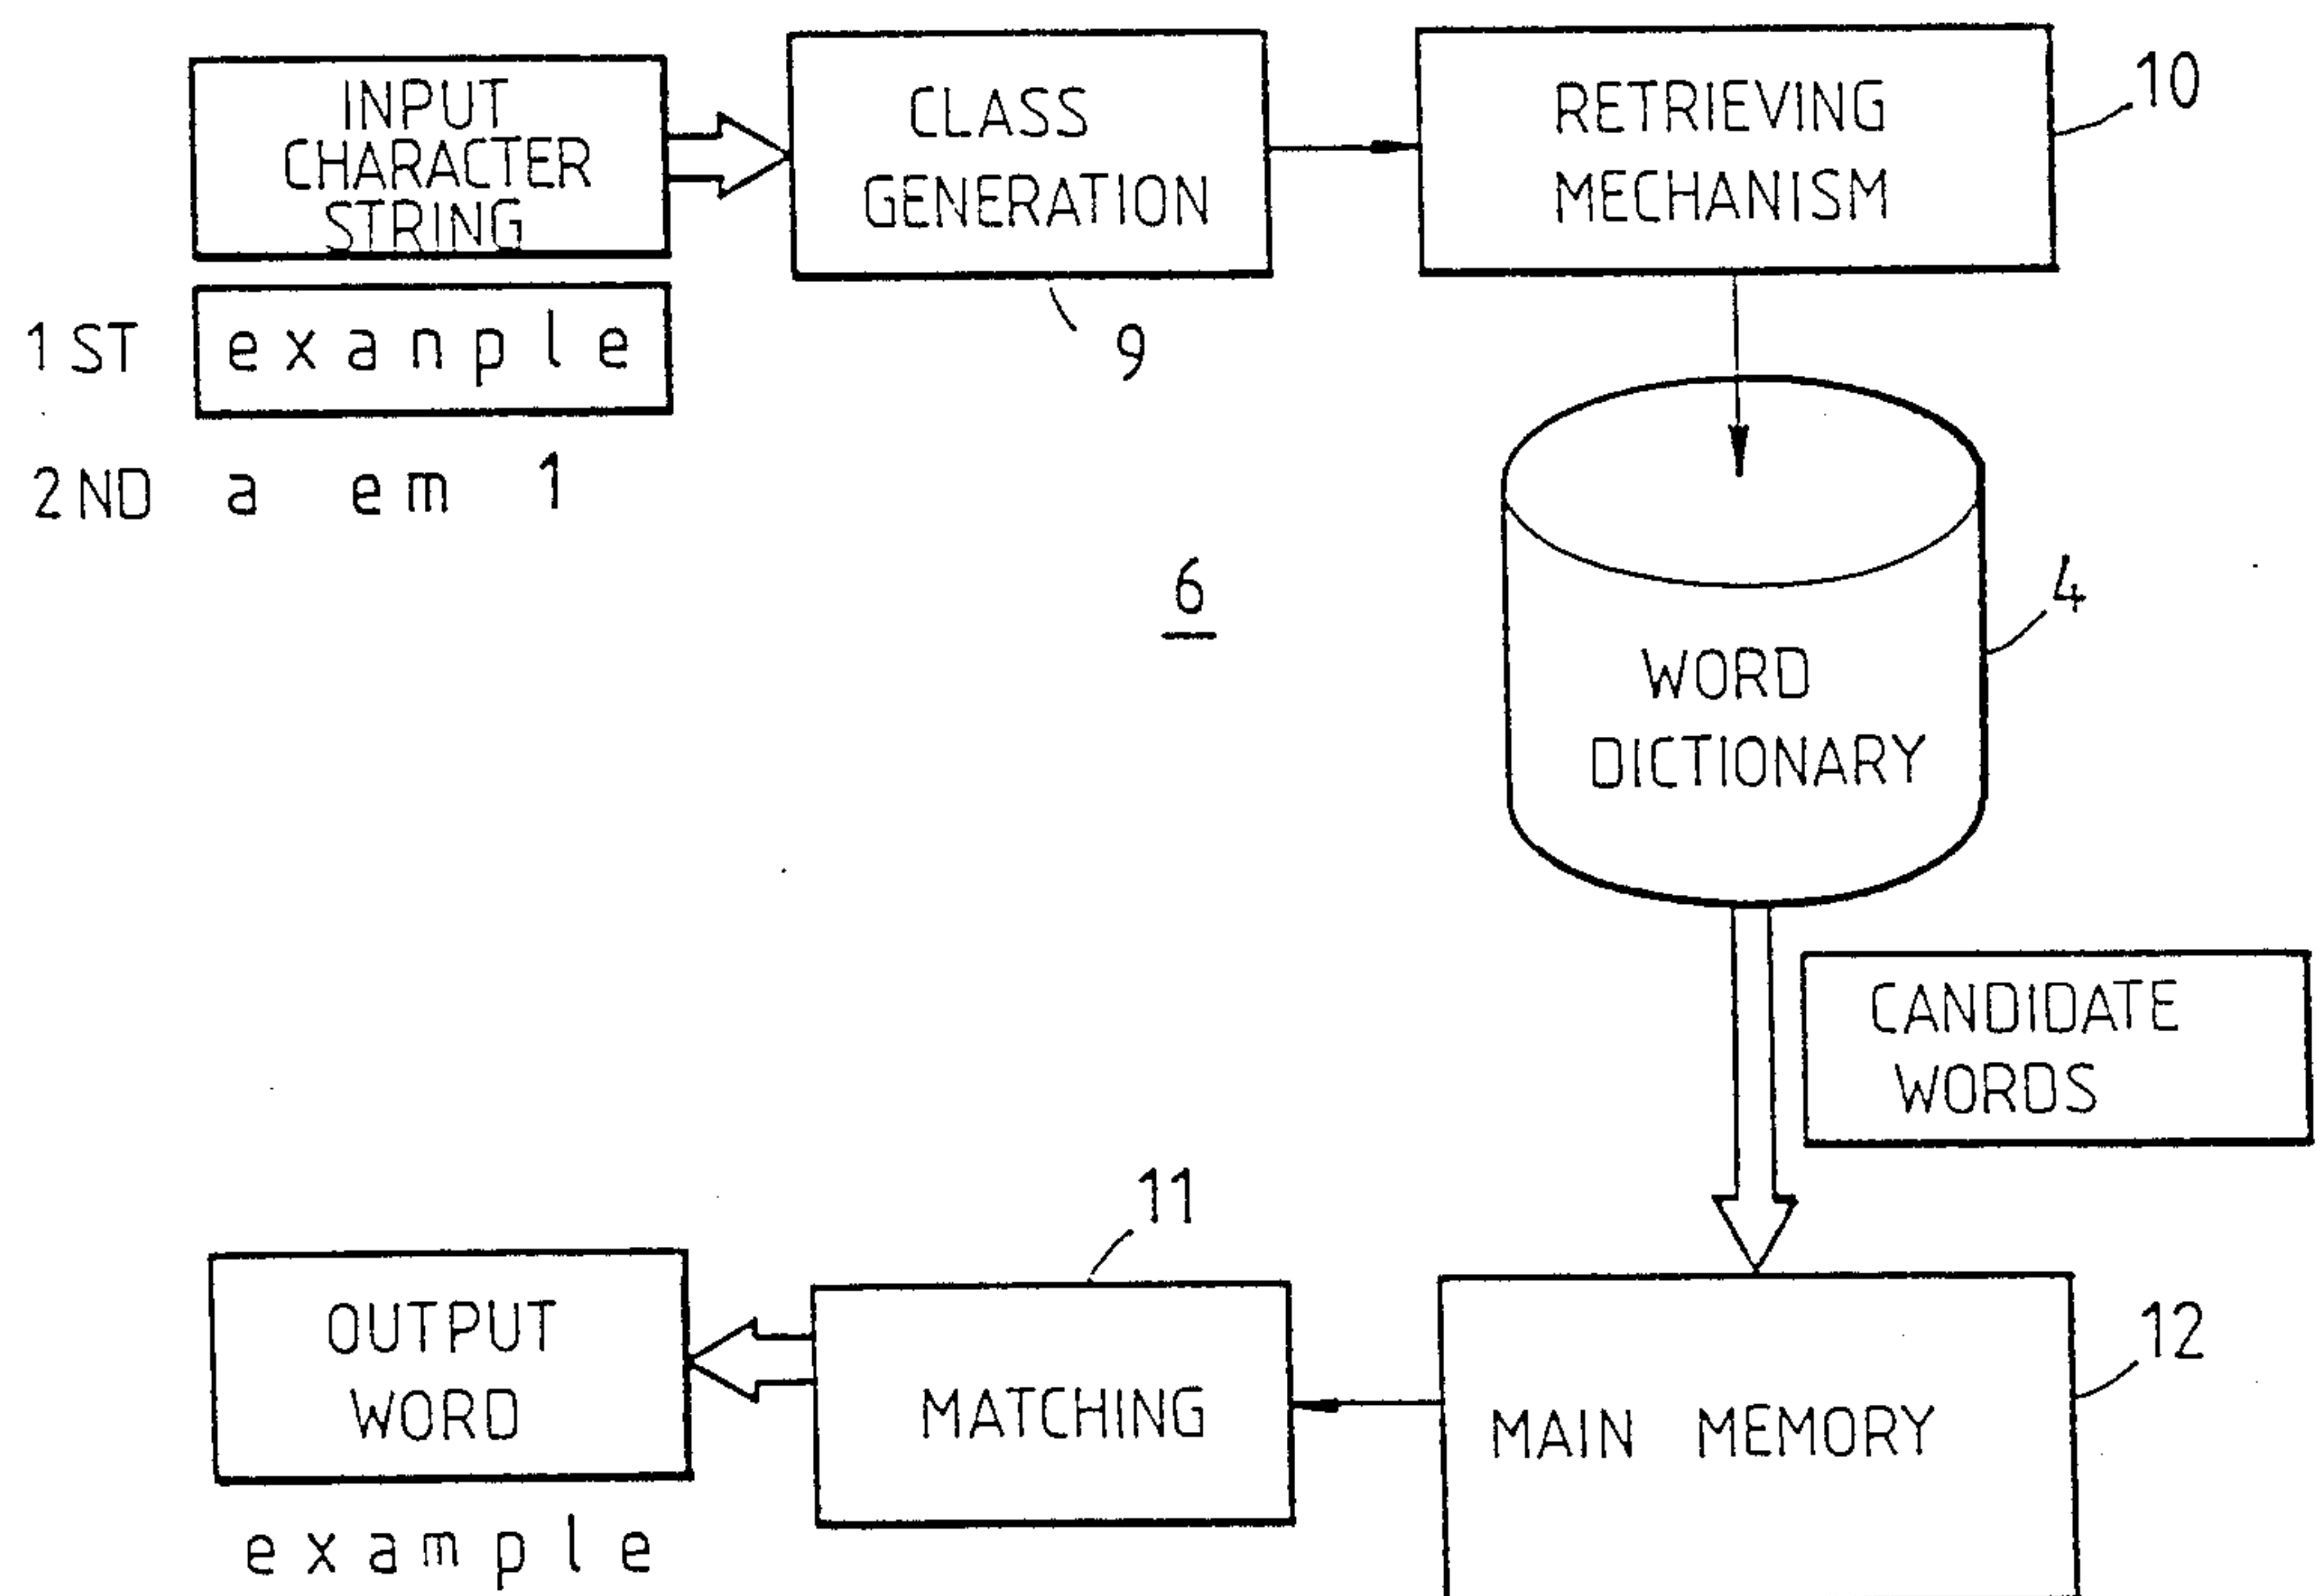 INPUT
CHARACTER
STRING
CLASS
GENERATION
RETRIEVING
MECHANISM
10
9
1ST e x a n p l e
2ND a e m 1
6
4
WORD
DICTIONARY
CANDIDATE
WORDS
11
12
OUTPUT
WORD
MATCHING
MAIN MEMORY
e x a m p l e